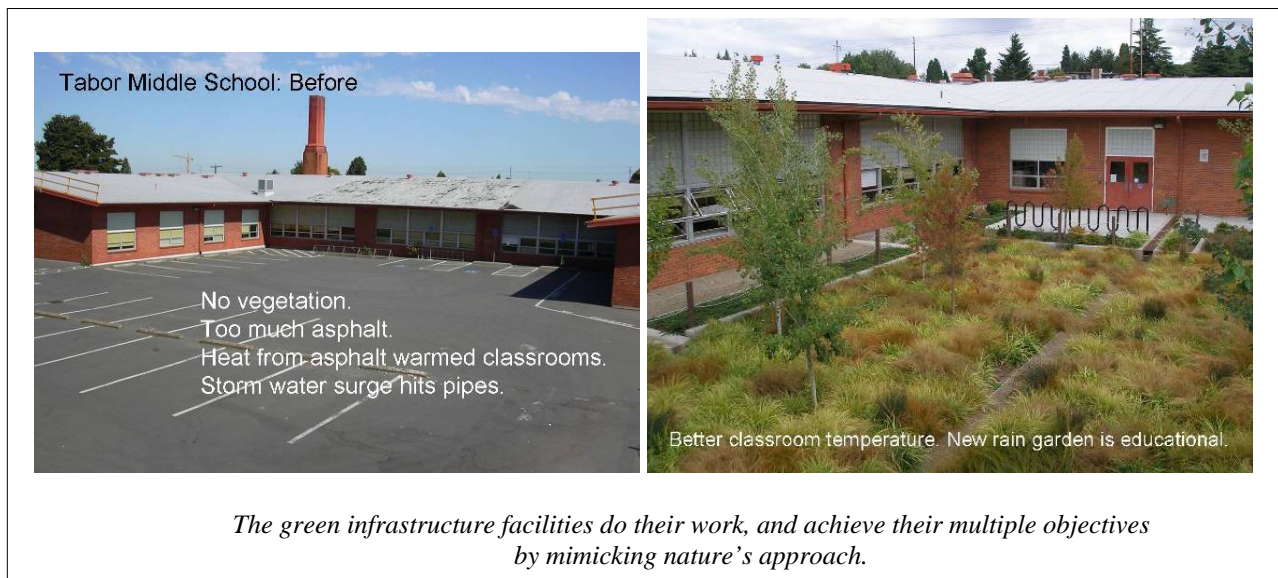 Tabor Middle School: Before
No vegetation.
Too much asphalt.
Heat from asphalt warmed classrooms.
Storm water surge hits pipes.
Better classroom temperature. New rain garden is educational.
The green infrastructure facilities do their work, and achieve their multiple objectives
by mimicking nature’s approach.